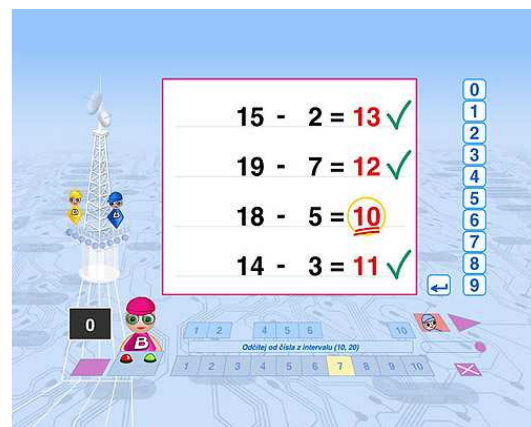 15 - 2 = 13
19 - 7 = 12
18 - 5 = 10
14 - 3 = 11
0
1
2
3
4
5
6
7
8
9
0
B
B
B
1 2 4 5 6 10
Odčítej od čísla z intervalu (10, 20)
1 2 3 4 5 6 7 8 9 10